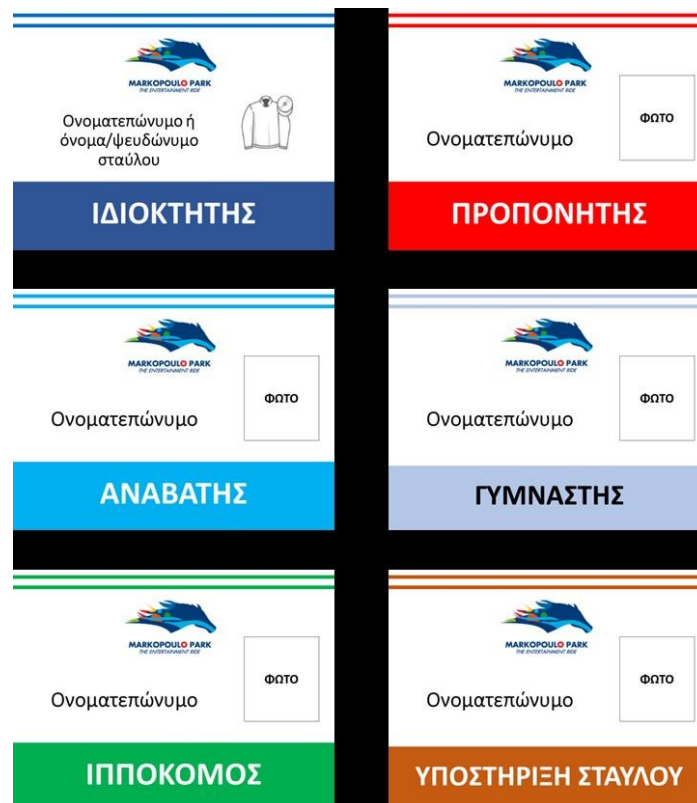 MARKOPOULO PARK
THE ENTERTAINMENT RIDE
Ονοματεπώνυμο ή
όνομα/ψευδώνυμο
σταύλου
ΙΔΙΟΚΤΗΤΗΣ
MARKOPOULO PARK
THE ENTERTAINMENT RIDE
ΦΩΤΟ
Ονοματεπώνυμο
ΠΡΟΠΟΝΗΤΗΣ
MARKOPOULO PARK
THE ENTERTAINMENT RIDE
ΦΩΤΟ
Ονοματεπώνυμο
ΑΝΑΒΑΤΗΣ
MARKOPOULO PARK
THE ENTERTAINMENT RIDE
ΦΩΤΟ
Ονοματεπώνυμο
ΓΥΜΝΑΣΤΗΣ
MARKOPOULO PARK
THE ENTERTAINMENT RIDE
ΦΩΤΟ
Ονοματεπώνυμο
ΙΠΠΟΚΟΜΟΣ
MARKOPOULO PARK
THE ENTERTAINMENT RIDE
ΦΩΤΟ
Ονοματεπώνυμο
ΥΠΟΣΤΗΡΙΞΗ ΣΤΑΥΛΟΥ